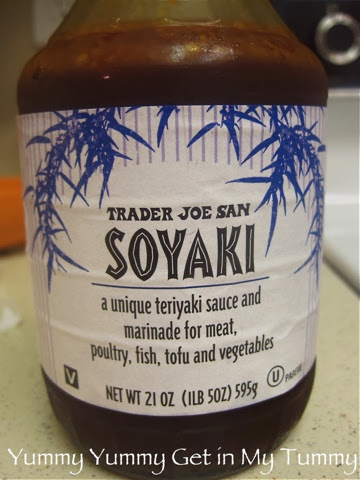 TRADER JOE SAN
SOYAKI
a unique teriyaki sauce and
marinade for meat,
poultry, fish, tofu and vegetables
V
U PAREVE
NET WT 21 OZ (1LB 5OZ) 595g
Yummy Yummy Get in My Tummy